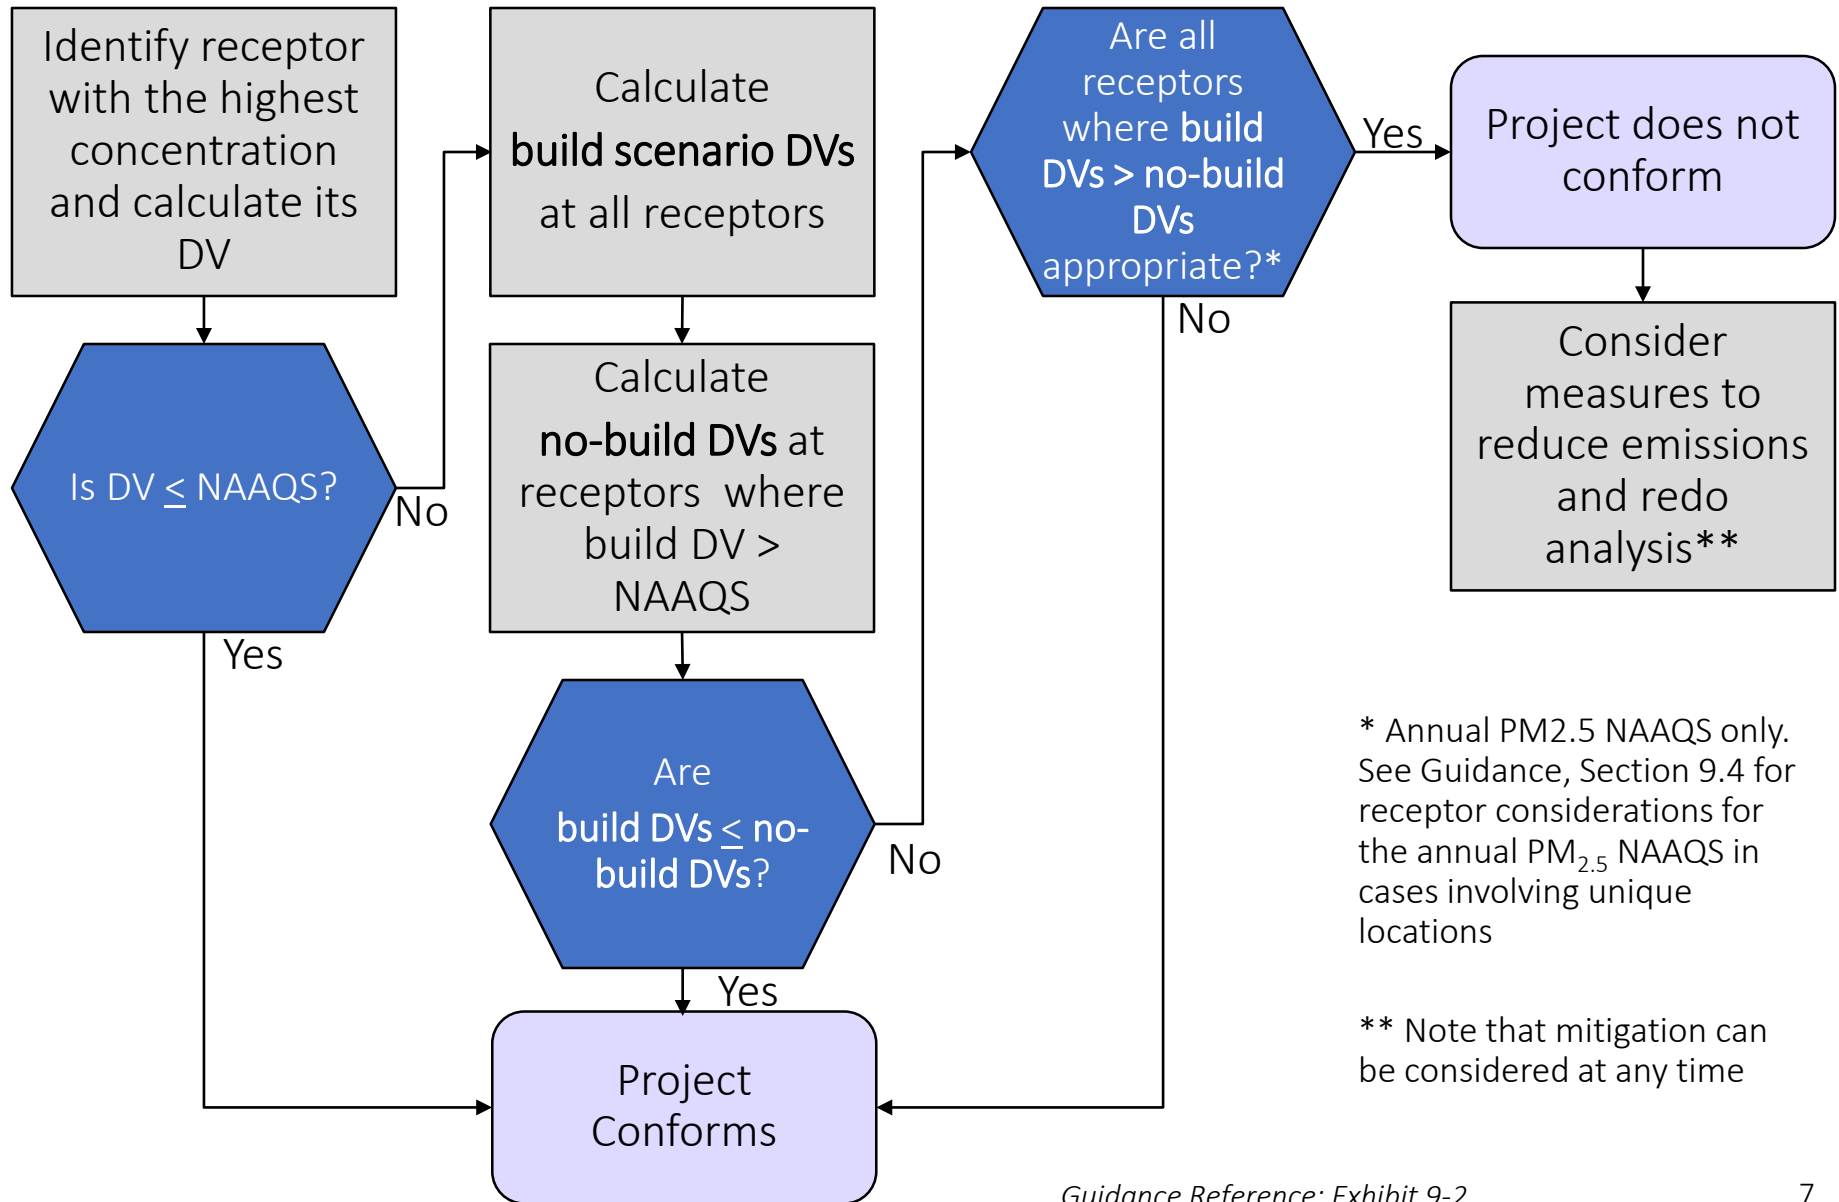 Identify receptor
with the highest
concentration
and calculate its
DV
Is DV ≤ NAAQS?
No
Yes
Calculate
build scenario DVs
at all receptors
Calculate
no-build DVs at
receptors where
build DV >
NAAQS
Are
build DVs ≤ no-
build DVs?
No
Yes
Project
Conforms
Are all
receptors
where build
DVs > no-build
DVs
appropriate?*
Yes
No
Project does not
conform
Consider
measures to
reduce emissions
and redo
analysis**
* Annual PM2.5 NAAQS only.
See Guidance, Section 9.4 for
receptor considerations for
the annual PM2.5 NAAQS in
cases involving unique
locations
** Note that mitigation can
be considered at any time
Guidance Reference: Exhibit 9-2
7